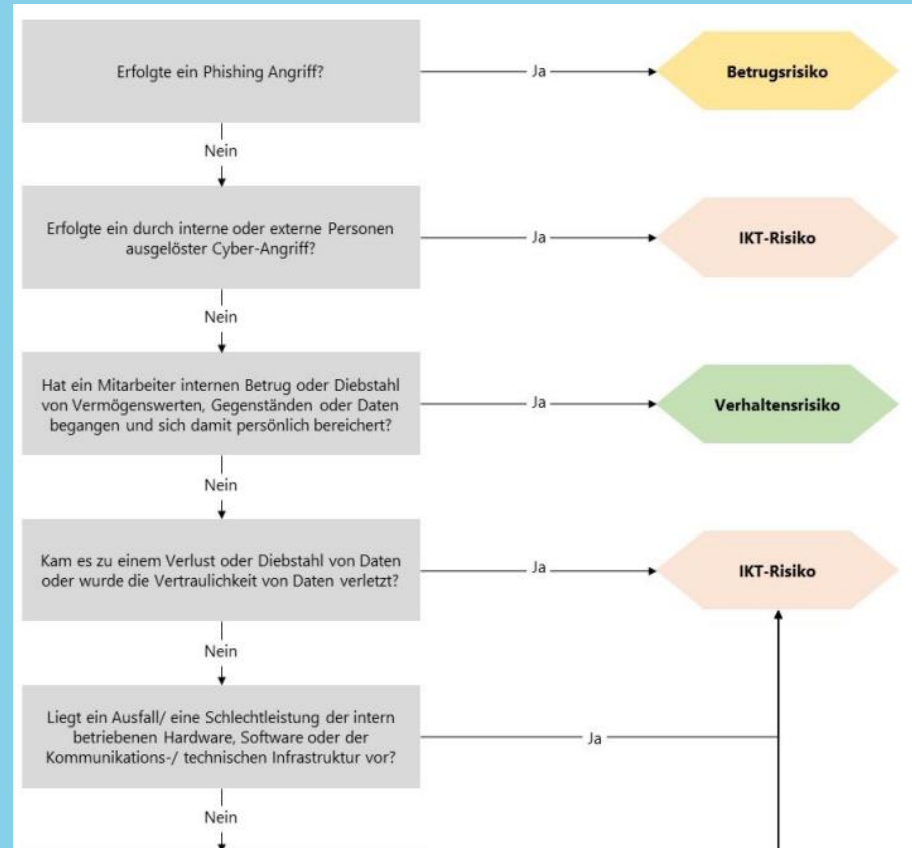 Erfolgte ein Phishing Angriff?
Ja
Betrugsrisiko
Nein
Erfolgte ein durch interne oder externe Personen
ausgelöster Cyber-Angriff?
Ja
IKT-Risiko
Nein
Hat ein Mitarbeiter internen Betrug oder Diebstahl
von Vermögenswerten, Gegenständen oder Daten
begangen und sich damit persönlich bereichert?
Ja
Verhaltensrisiko
Nein
Kam es zu einem Verlust oder Diebstahl von Daten
oder wurde die Vertraulichkeit von Daten verletzt?
Ja
IKT-Risiko
Nein
Liegt ein Ausfall/ eine Schlechtleistung der intern
betriebenen Hardware, Software oder der
Kommunikations-/ technischen Infrastruktur vor?
Ja
Nein